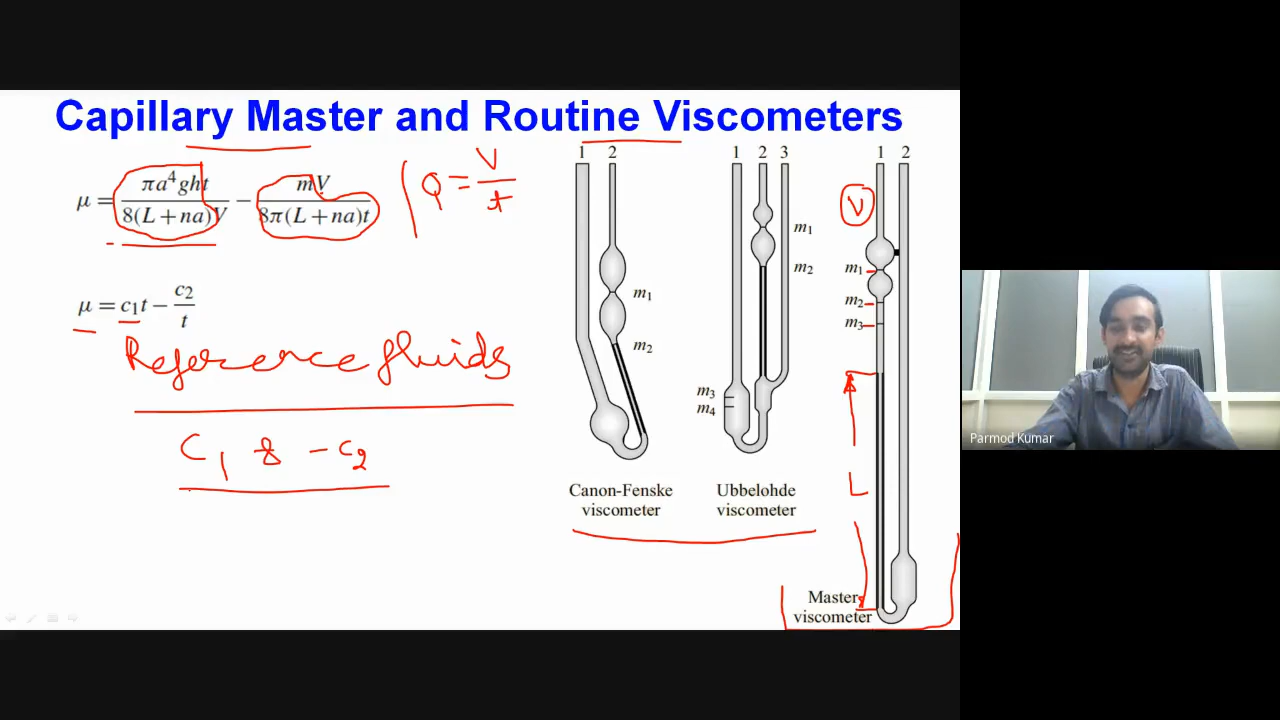 Capillary Master and Routine Viscometers
μ = πa⁴ght / 8(L + na)V − mV / 8π(L + na)t
Q = V / t
μ = c₁t − c₂ / t
Reference fluids
C₁ & – C₂
1 2
m₁
m₂
Canon-Fenske
viscometer
1 2 3
m₁
m₂
m₃
m₄
Ubbelohde
viscometer
1 2
V
m₁
m₂
m₃
L
Master
viscometer
Parmod Kumar